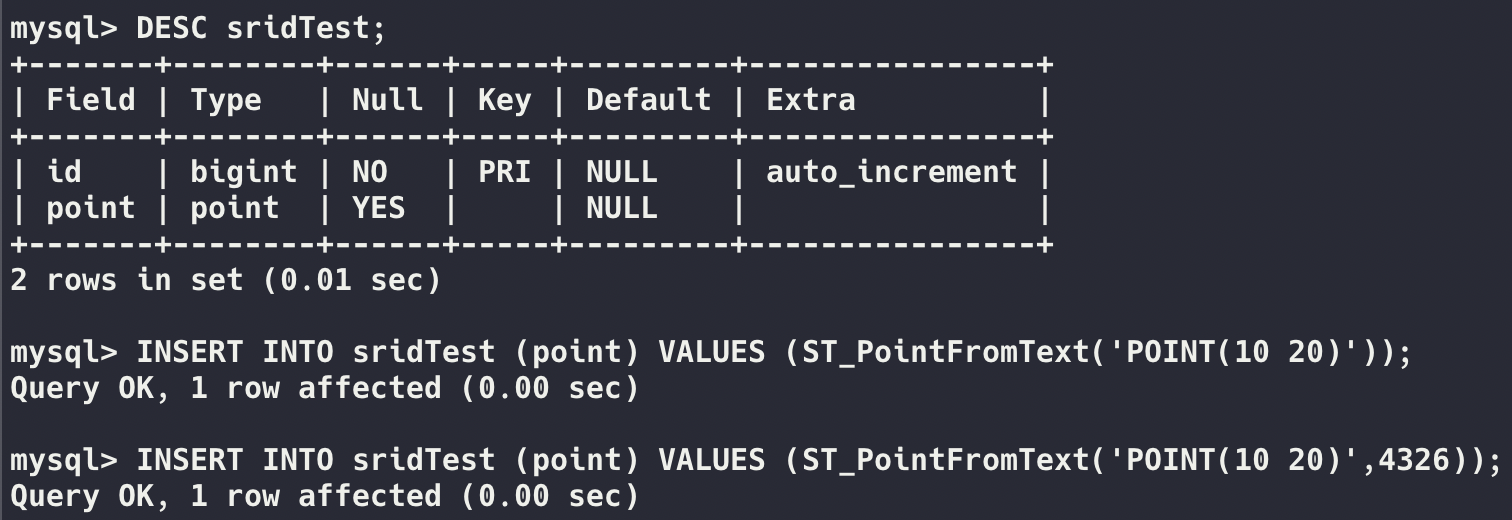 mysql> DESC sridTest;
+-------+--------+------+-----+---------+----------------+
| Field | Type   | Null | Key | Default | Extra          |
+-------+--------+------+-----+---------+----------------+
| id    | bigint | NO   | PRI | NULL    | auto_increment |
| point | point  | YES  |     | NULL    |                |
+-------+--------+------+-----+---------+----------------+
2 rows in set (0.01 sec)

mysql> INSERT INTO sridTest (point) VALUES (ST_PointFromText('POINT(10 20)'));
Query OK, 1 row affected (0.00 sec)

mysql> INSERT INTO sridTest (point) VALUES (ST_PointFromText('POINT(10 20)',4326));
Query OK, 1 row affected (0.00 sec)